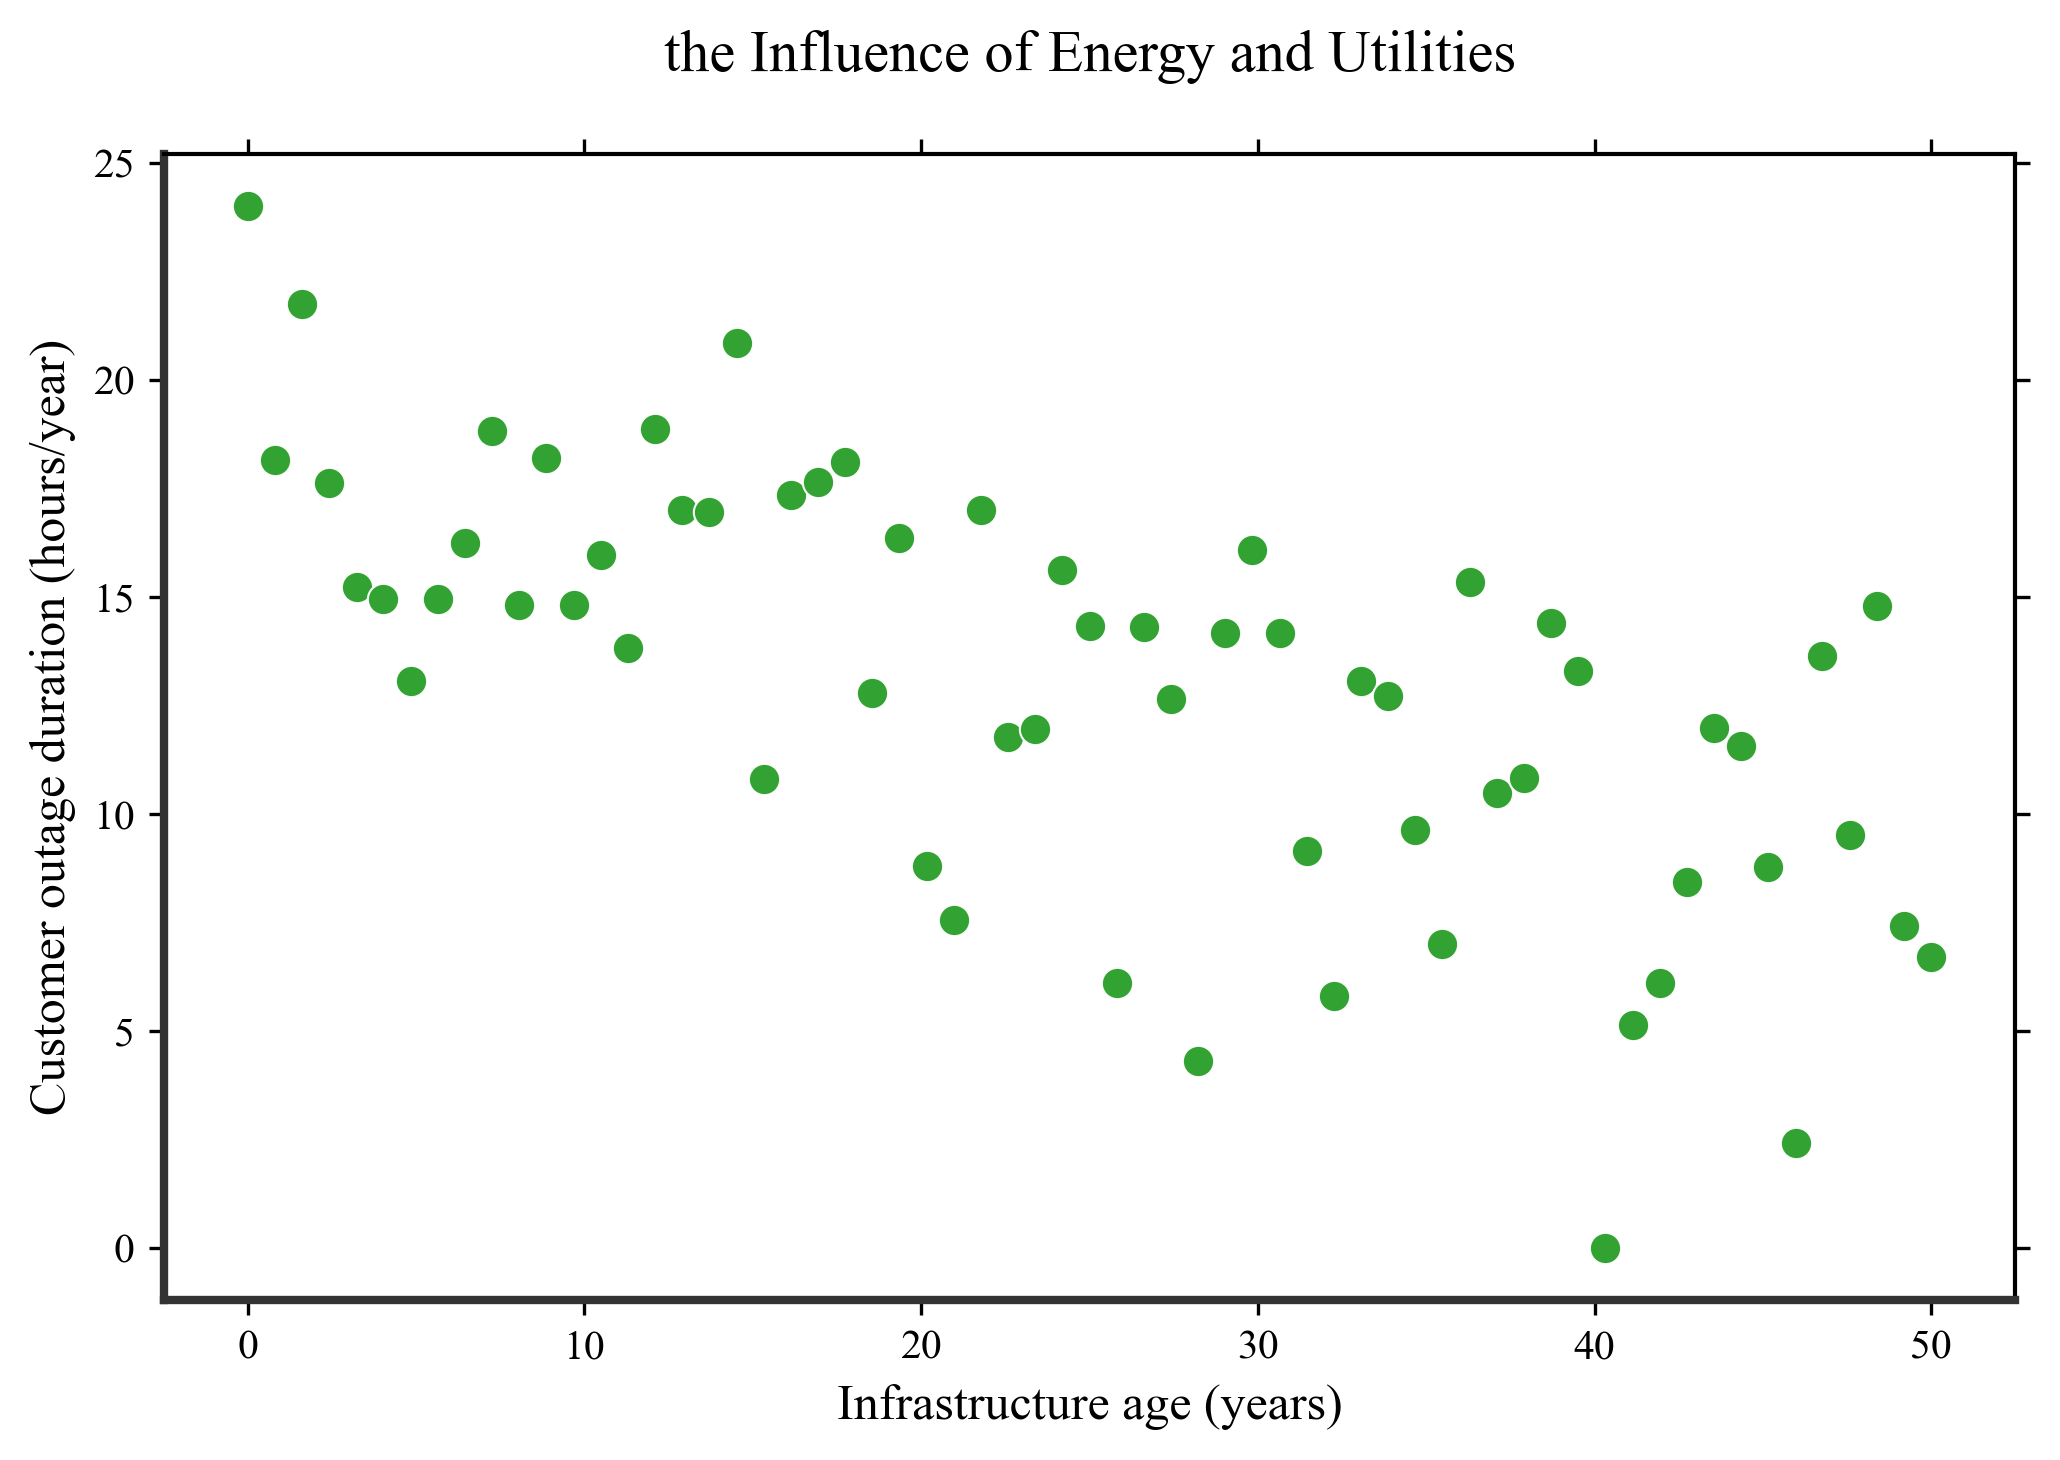 the Influence of Energy and Utilities
25
20
15
10
5
0
Customer outage duration (hours/year)
0 10 20 30 40 50
Infrastructure age (years)